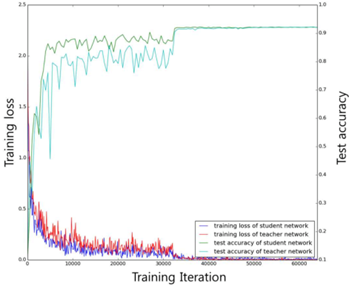 2.5
2.0
1.5
1.0
0.5
0.0
Training loss
1.0
0.9
0.8
0.7
0.6
0.5
0.4
0.3
0.2
0.1
Test accuracy
training loss of student network
training loss of teacher network
test accuracy of student network
test accuracy of teacher network
0 10000 20000 30000 40000 50000 60000
Training Iteration